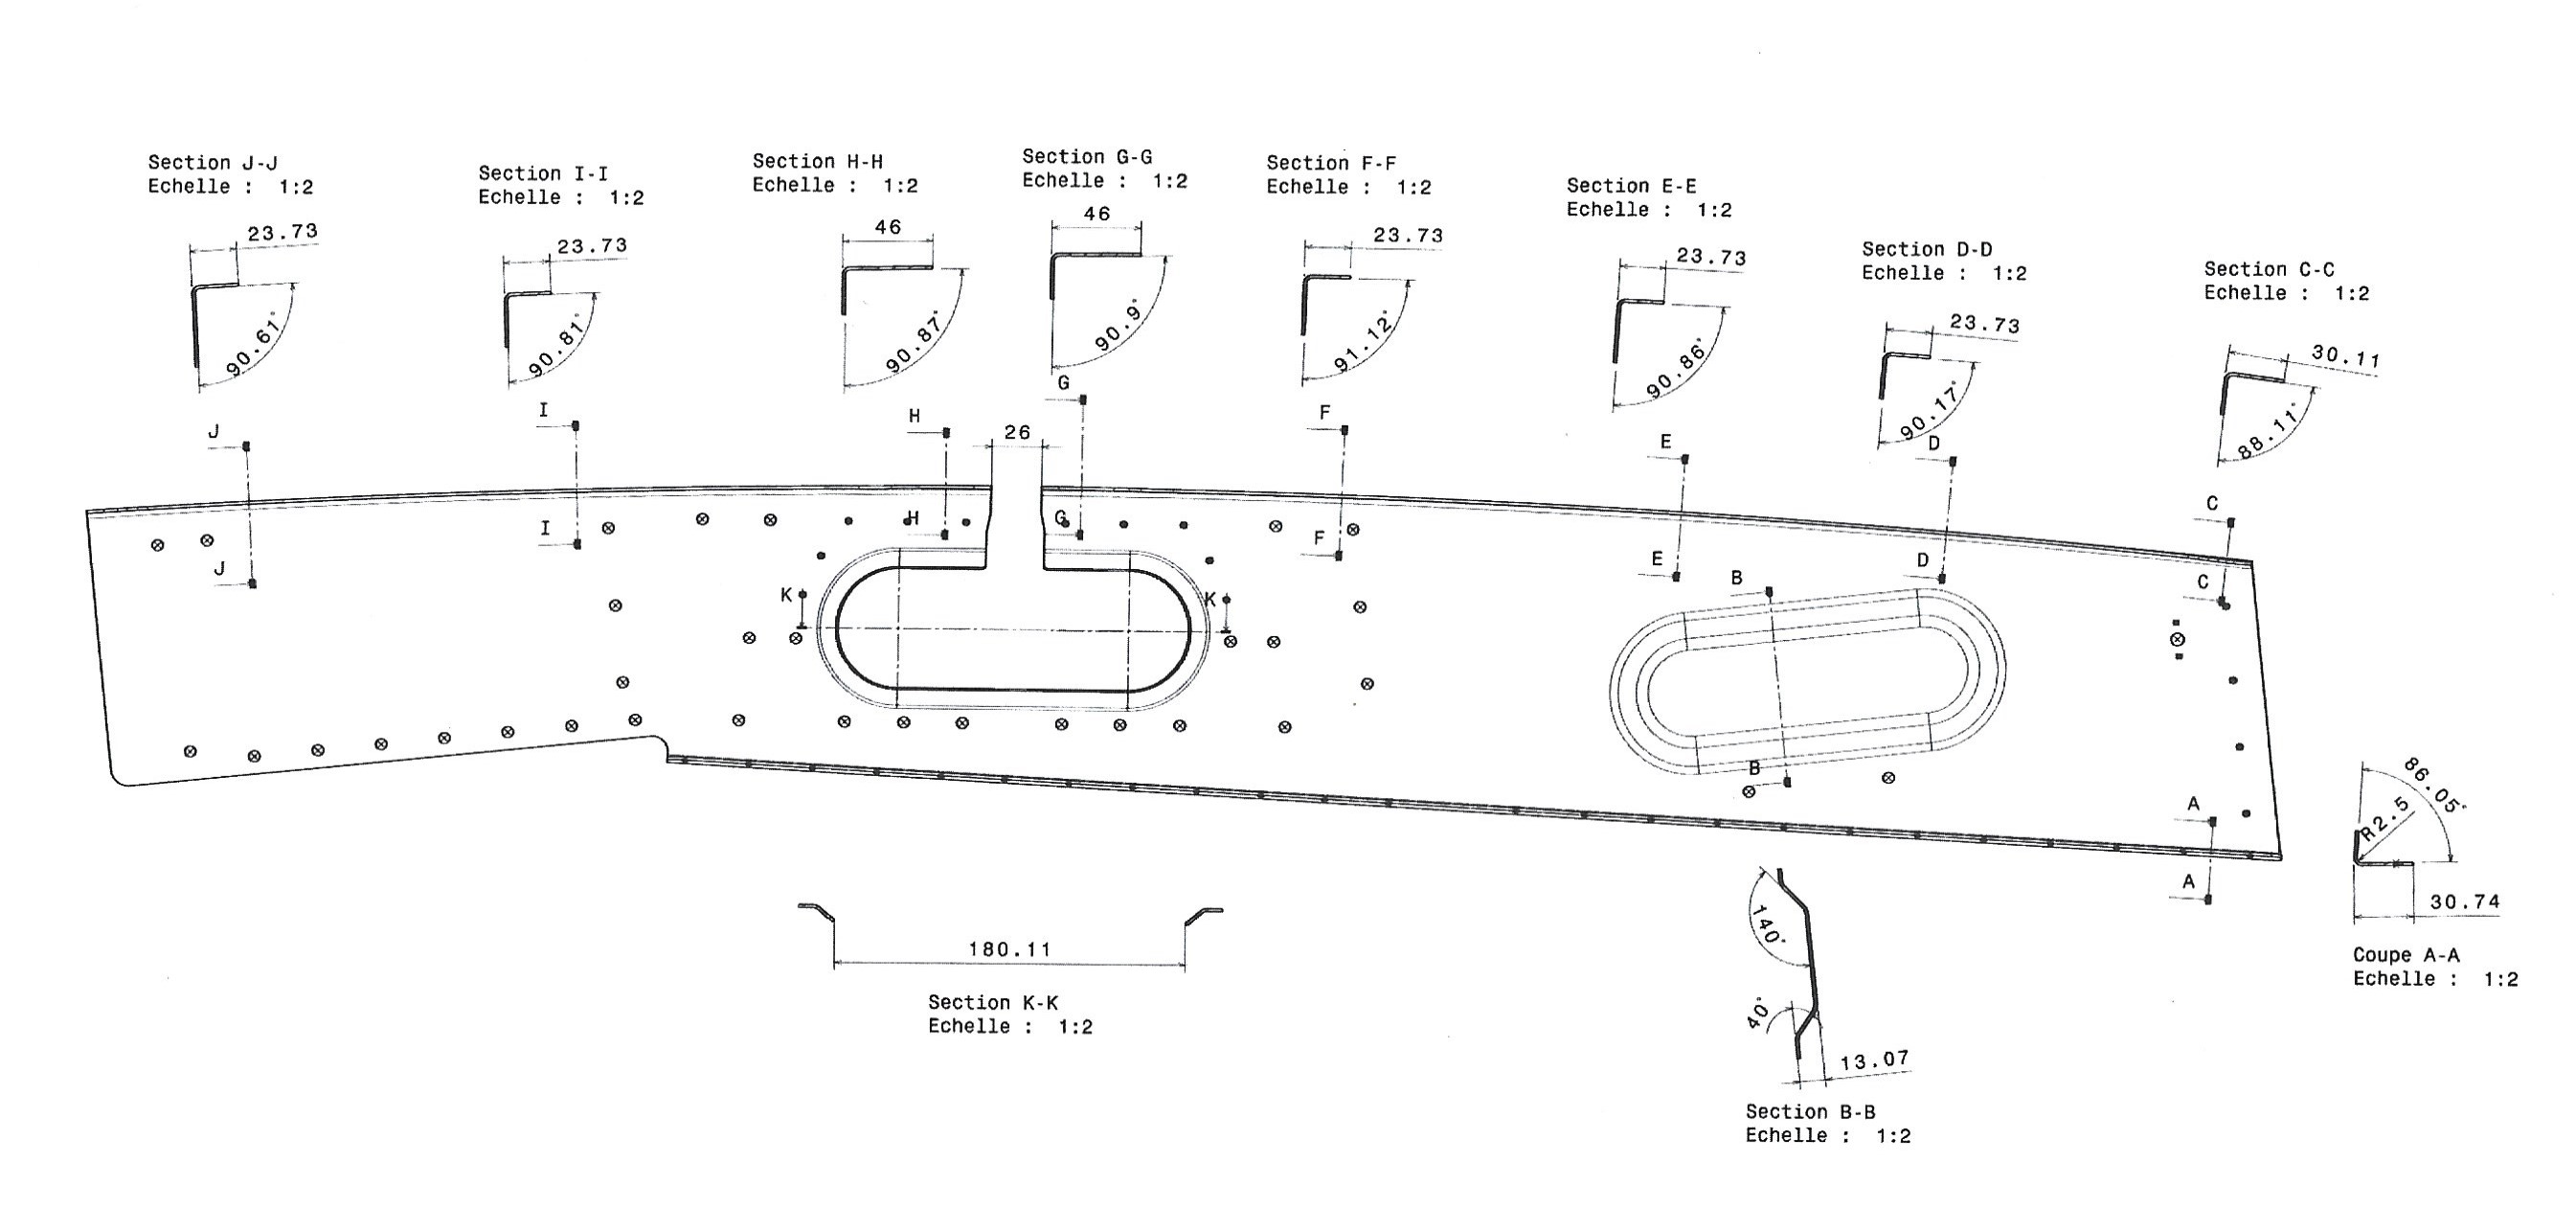 Section J-J
Echelle :  1:2
23.73
90.61°
Section I-I
Echelle :  1:2
23.73
90.81°
Section H-H
Echelle :  1:2
46
90.87°
Section G-G
Echelle :  1:2
46
90.9°
Section F-F
Echelle :  1:2
23.73
91.12°
Section E-E
Echelle :  1:2
23.73
90.86°
Section D-D
Echelle :  1:2
23.73
90.17°
Section C-C
Echelle :  1:2
30.11
88.11°
J
I
H
26
G
F
E
D
C
J
I
H
G
F
E
D
C
K
K
B
B
A
A
86.05°
R2.5
30.74
Coupe A-A
Echelle :  1:2
180.11
Section K-K
Echelle :  1:2
140°
40°
13.07
Section B-B
Echelle :  1:2